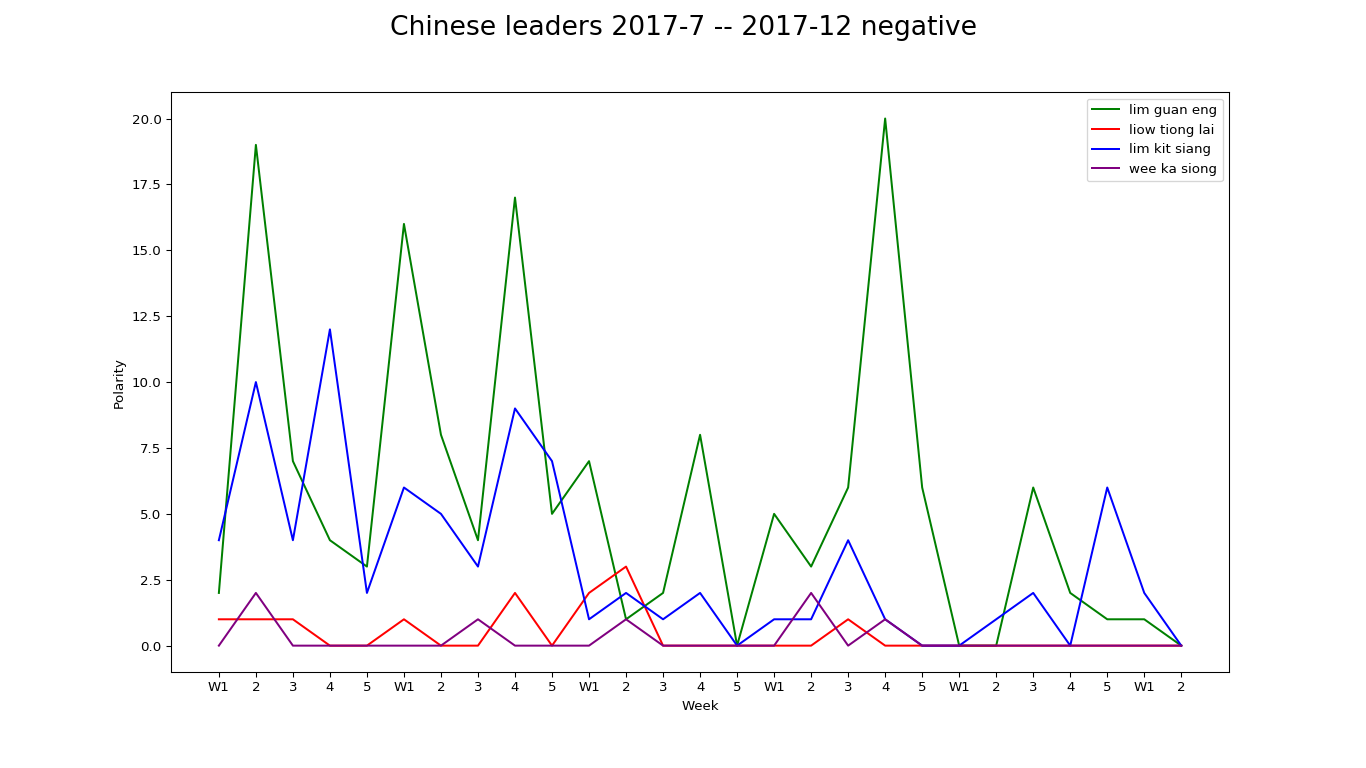 Chinese leaders 2017-7 -- 2017-12 negative
lim guan eng
liow tiong lai
lim kit siang
wee ka siong
20.0
17.5
15.0
12.5
10.0
7.5
5.0
2.5
0.0
Polarity
W1 2 3 4 5 W1 2 3 4 5 W1 2 3 4 5 W1 2 3 4 5 W1 2 3 4 5 W1 2
Week